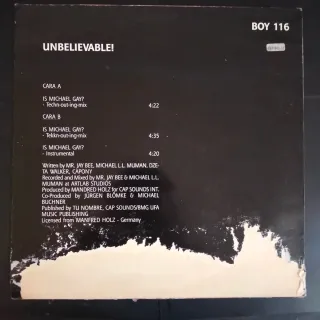 BOY 116
UNBELIEVABLE!
CARA A
IS MICHAEL GAY?
- Techn-out-ing-mix 4:22
CARA B
IS MICHAEL GAY?
- Tekkn-out-ing-mix 4:35
IS MICHAEL GAY?
- Instrumental 4:20
Written by MR. JAY BEE, MICHAEL L.L. MUMAN, DZE-
TA WALKER, CAPONY
Recorded and Mixed by MR. JAY BEE & MICHAEL L.L.
MUMAN at ARTLAB STUDIOS
Produced by MANDRED HOLZ for CAP SOUNDS INT.
Co-Produced by JÜRGEN BLÖMKE & MICHAEL
BUCHNER
Published by TU NOMBRE, CAP SOUNDS/BMG UFA
MUSIC PUBLISHING
Licensed from MANFRED HOLZ - Germany